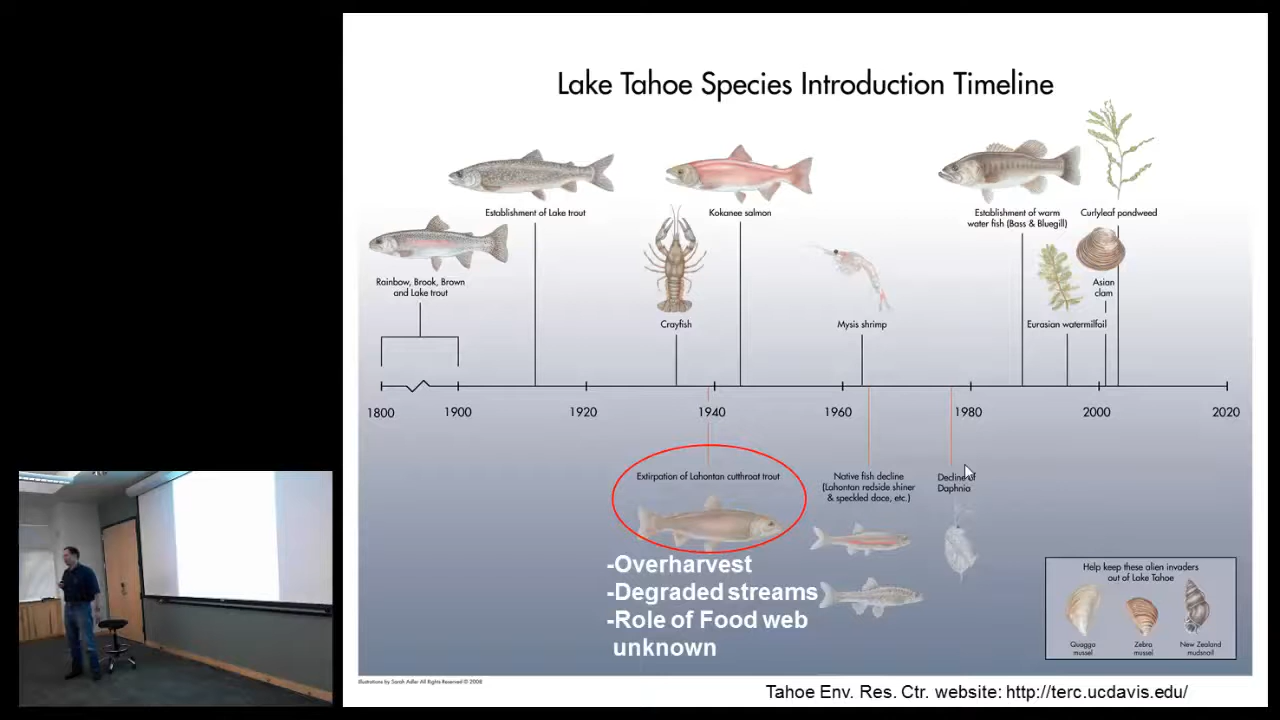 Lake Tahoe Species Introduction Timeline
Establishment of Lake trout
Kokanee salmon
Establishment of warm
water fish (Bass & Bluegill)
Curlyleaf pondweed
Rainbow, Brook, Brown
and Lake trout
Crayfish
Mysis shrimp
Asian
clam
Eurasian watermilfoil
1800
1900
1920
1940
1960
1980
2000
2020
Extirpation of Lahontan cutthroat trout
Native fish decline
(Lahontan redside shiner
& speckled dace, etc.)
Decline of
Daphnia
-Overharvest
-Degraded streams
-Role of Food web
unknown
Help keep these alien invaders
out of Lake Tahoe
Quagga
mussel
Zebra
mussel
New Zealand
mudsnail
Illustrations by Sarah Adler All Rights Reserved © 2008
Tahoe Env. Res. Ctr. website: http://terc.ucdavis.edu/